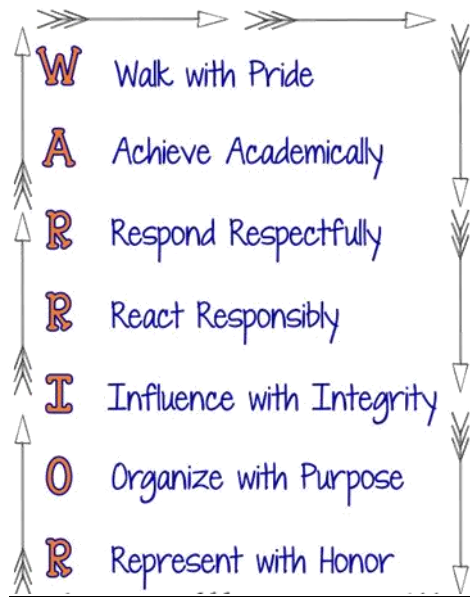 W Walk with Pride
A Achieve Academically
R Respond Respectfully
R React Responsibly
I Influence with Integrity
O Organize with Purpose
R Represent with Honor